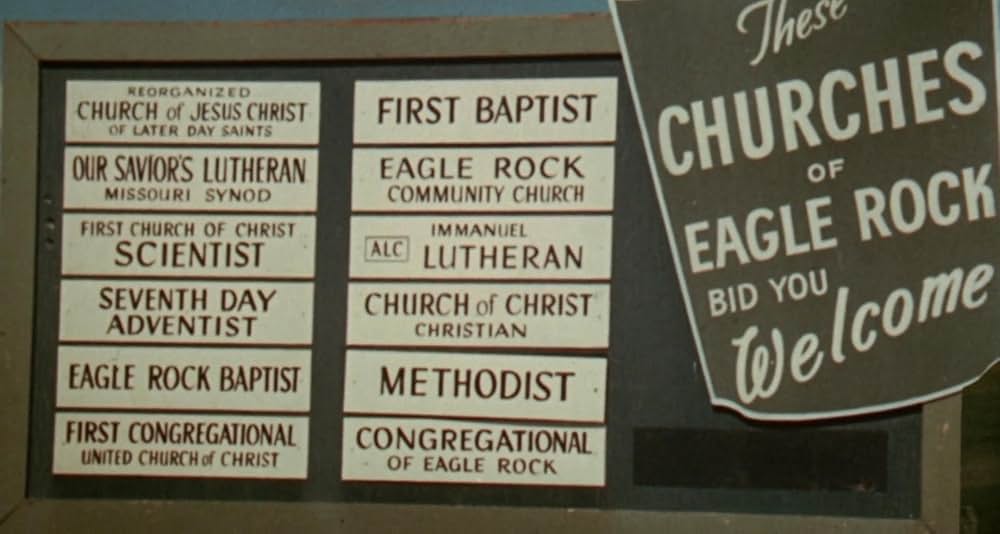 REORGANIZED
CHURCH of JESUS CHRIST
OF LATER DAY SAINTS
OUR SAVIOR'S LUTHERAN
MISSOURI SYNOD
FIRST CHURCH OF CHRIST
SCIENTIST
SEVENTH DAY
ADVENTIST
EAGLE ROCK BAPTIST
FIRST CONGREGATIONAL
UNITED CHURCH of CHRIST
FIRST BAPTIST
EAGLE ROCK
COMMUNITY CHURCH
IMMANUEL
ALC LUTHERAN
CHURCH of CHRIST
CHRISTIAN
METHODIST
CONGREGATIONAL
OF EAGLE ROCK
These
CHURCHES
OF
EAGLE ROCK
BID YOU
Welcome